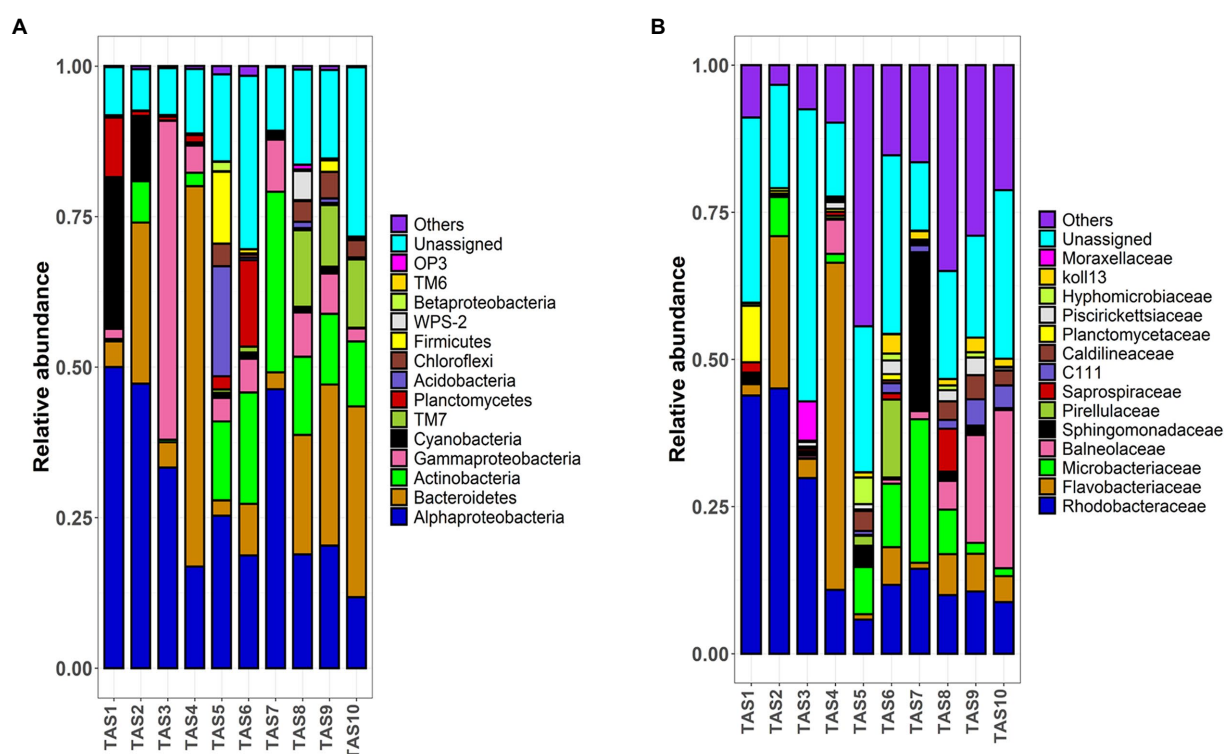 A
Relative abundance
1.00
0.75
0.50
0.25
0.00
TAS1
TAS2
TAS3
TAS4
TAS5
TAS6
TAS7
TAS8
TAS9
TAS10
Others
Unassigned
OP3
TM6
Betaproteobacteria
WPS-2
Firmicutes
Chloroflexi
Acidobacteria
Planctomycetes
TM7
Cyanobacteria
Gammaproteobacteria
Actinobacteria
Bacteroidetes
Alphaproteobacteria
B
Relative abundance
1.00
0.75
0.50
0.25
0.00
TAS1
TAS2
TAS3
TAS4
TAS5
TAS6
TAS7
TAS8
TAS9
TAS10
Others
Unassigned
Moraxellaceae
koll13
Hyphomicrobiaceae
Piscirickettsiaceae
Planctomycetaceae
Caldilineaceae
C111
Saprospiraceae
Pirellulaceae
Sphingomonadaceae
Balneolaceae
Microbacteriaceae
Flavobacteriaceae
Rhodobacteraceae